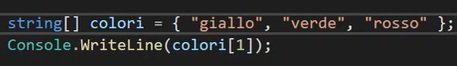 string[] colori = { "giallo", "verde", "rosso" };
Console.WriteLine(colori[1]);